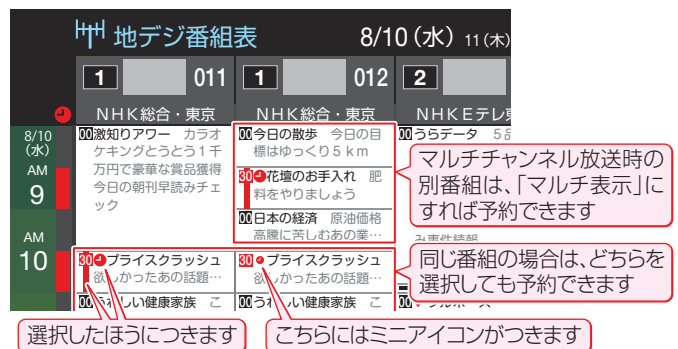 地デジ番組表 8/10(水) 11(木)
1 011 1 012 2
NHK総合・東京 NHK総合・東京 NHKEテレ
8/10
(水)
AM
9
AM
10
00激知りアワー カラオ
ケキングとうとう1千
万円で豪華な賞品獲得
今日の朝刊早読みチェ
ック
30プライスクラッシュ
欲しかったあの話題…
00うれしい健康家族 こ
00今日の散歩 今日の目
標はゆっくり5km
30花壇のお手入れ 肥
料をやりましょう
00日本の経済 原油価格
高騰に苦しむあの業…
30プライスクラッシュ
欲しかったあの話題…
00うれしい健康家族 こ
00うらデータ 5
マルチチャンネル放送時の
別番組は、「マルチ表示」に
すれば予約できます
同じ番組の場合は、どちらを
選択しても予約できます
選択したほうにつきます
こちらにはミニアイコンがつきます